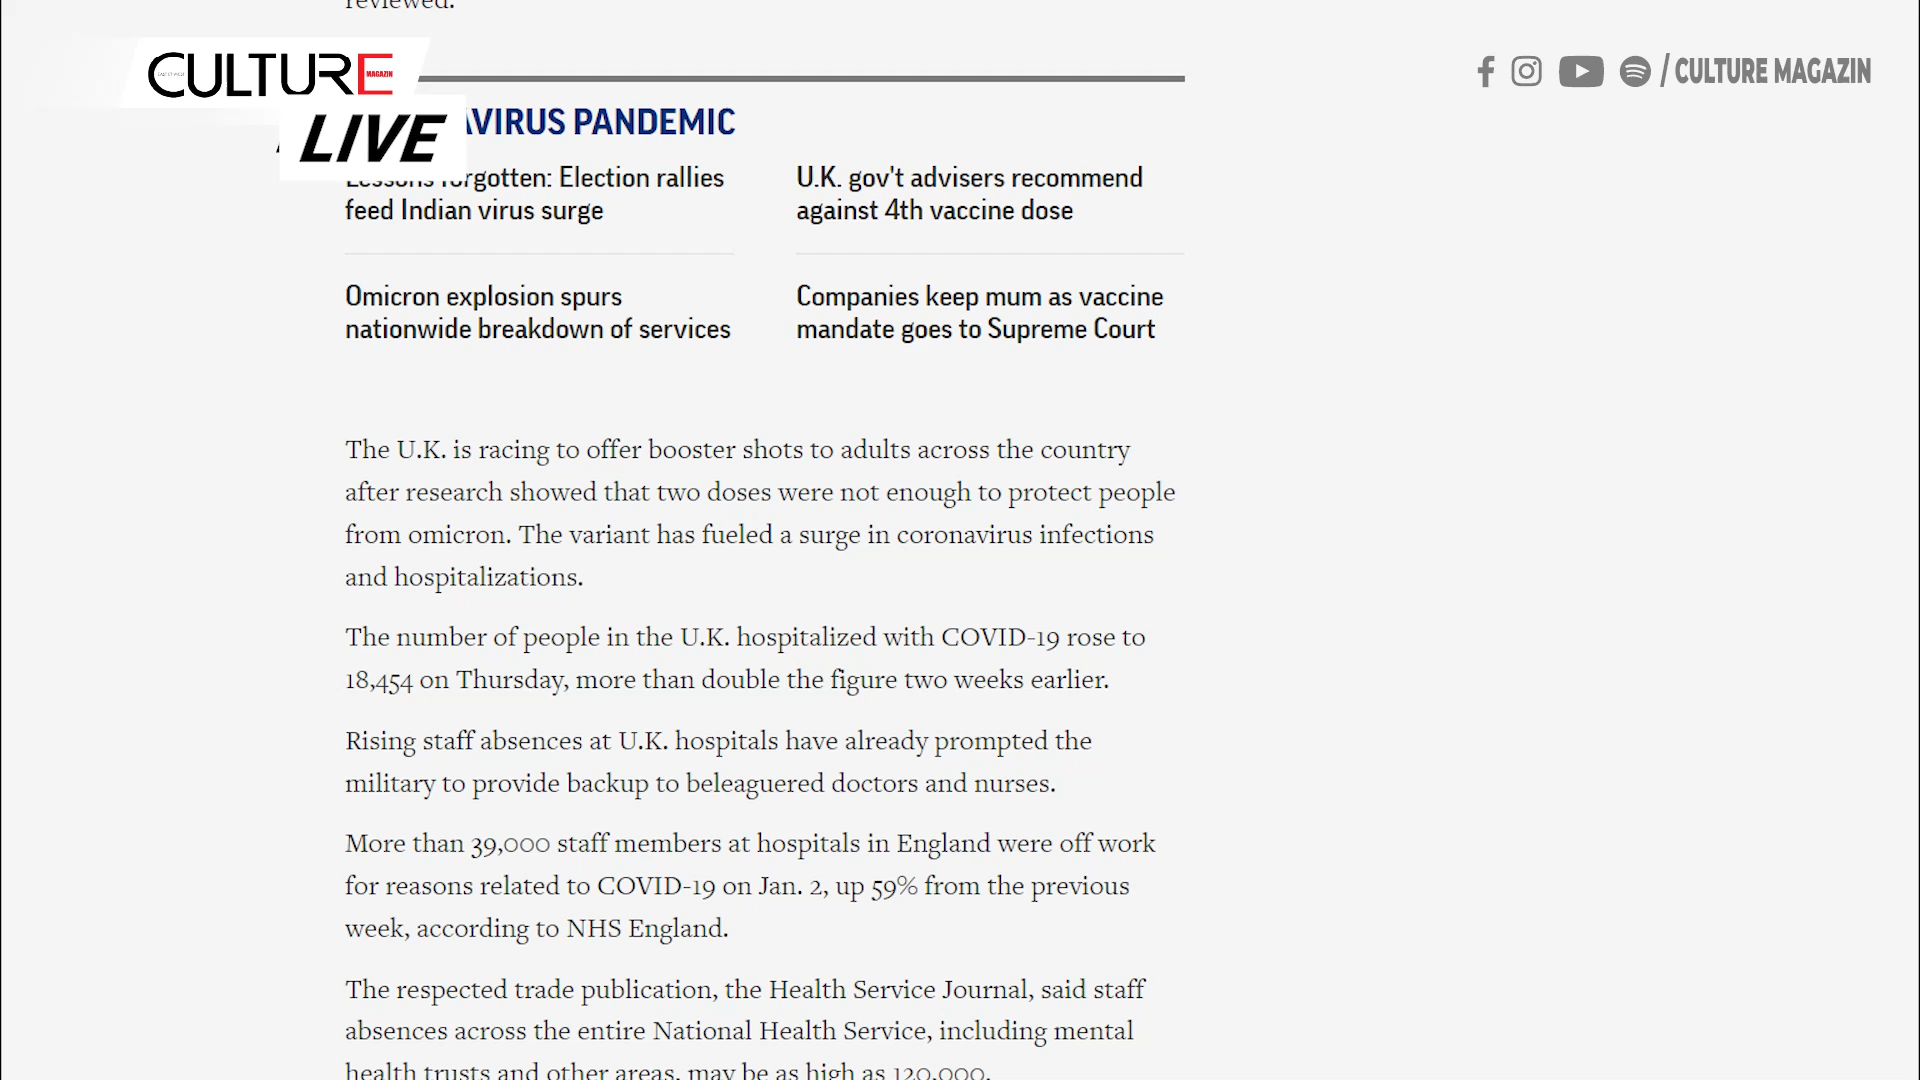 reviewed.
CULTURE
MAGAZIN
LIVE
/ CULTURE MAGAZIN
AVIRUS PANDEMIC
Lessons forgotten: Election rallies
feed Indian virus surge
U.K. gov't advisers recommend
against 4th vaccine dose
Omicron explosion spurs
nationwide breakdown of services
Companies keep mum as vaccine
mandate goes to Supreme Court
The U.K. is racing to offer booster shots to adults across the country
after research showed that two doses were not enough to protect people
from omicron. The variant has fueled a surge in coronavirus infections
and hospitalizations.
The number of people in the U.K. hospitalized with COVID-19 rose to
18,454 on Thursday, more than double the figure two weeks earlier.
Rising staff absences at U.K. hospitals have already prompted the
military to provide backup to beleaguered doctors and nurses.
More than 39,000 staff members at hospitals in England were off work
for reasons related to COVID-19 on Jan. 2, up 59% from the previous
week, according to NHS England.
The respected trade publication, the Health Service Journal, said staff
absences across the entire National Health Service, including mental
health trusts and other areas, may be as high as 120,000.